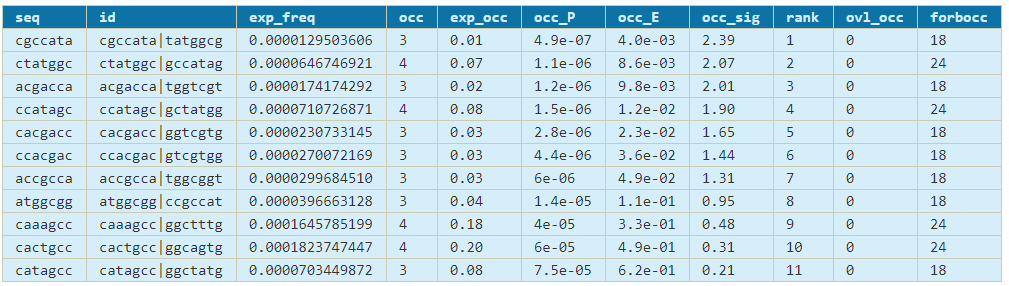 seq id exp_freq occ exp_occ occ_P occ_E occ_sig rank ovl_occ forbocc
cgccata cgccata|tatggcg 0.0000129503606 3 0.01 4.9e-07 4.0e-03 2.39 1 0 18
ctatggc ctatggc|gccatag 0.0000646746921 4 0.07 1.1e-06 8.6e-03 2.07 2 0 24
acgacca acgacca|tggtcgt 0.0000174174292 3 0.02 1.2e-06 9.8e-03 2.01 3 0 18
ccatagc ccatagc|gctatgg 0.0000710726871 4 0.08 1.5e-06 1.2e-02 1.90 4 0 24
cacgacc cacgacc|ggtcgtg 0.0000230733145 3 0.03 2.8e-06 2.3e-02 1.65 5 0 18
ccacgac ccacgac|gtcgtgg 0.0000270072169 3 0.03 4.4e-06 3.6e-02 1.44 6 0 18
accgcca accgcca|tggcggt 0.0000299684510 3 0.03 6e-06 4.9e-02 1.31 7 0 18
atggcgg atggcgg|ccgccat 0.0000396663128 3 0.04 1.4e-05 1.1e-01 0.95 8 0 18
caaagcc caaagcc|ggctttg 0.0001645785199 4 0.18 4e-05 3.3e-01 0.48 9 0 24
cactgcc cactgcc|ggcagtg 0.0001823747447 4 0.20 6e-05 4.9e-01 0.31 10 0 24
catagcc catagcc|ggctatg 0.0000703449872 3 0.08 7.5e-05 6.2e-01 0.21 11 0 18